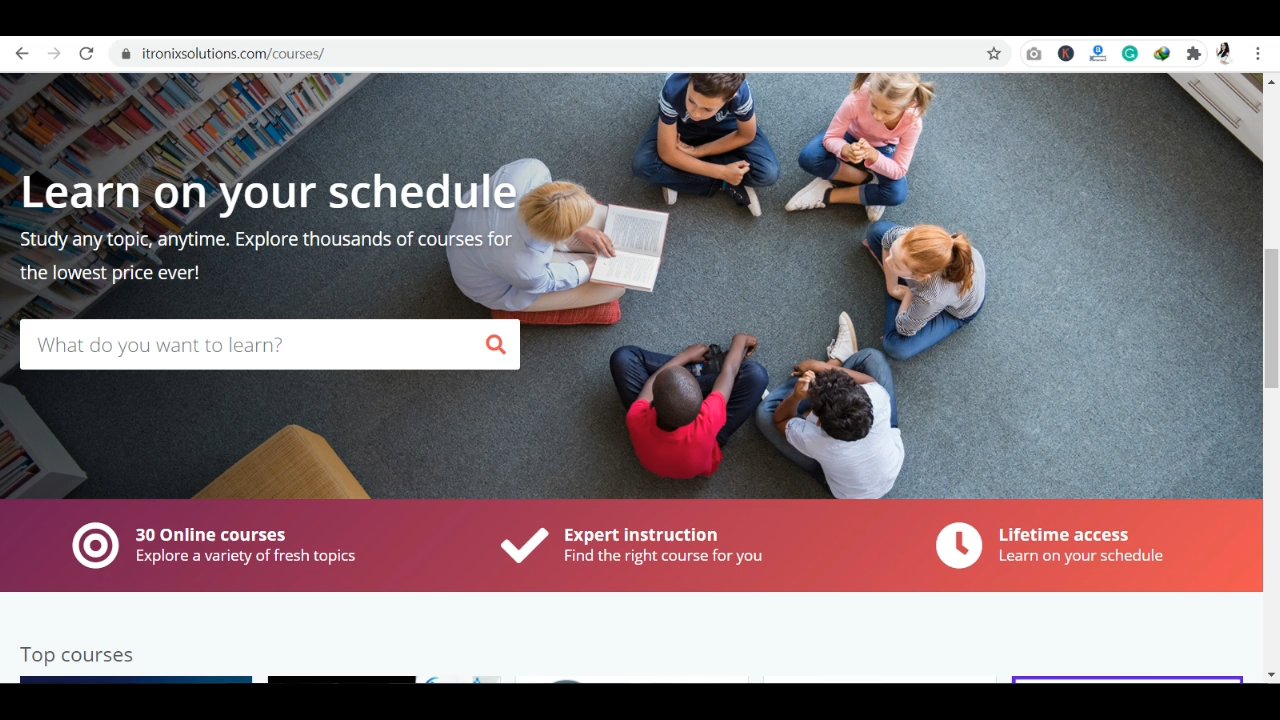 itronixsolutions.com/courses/
Learn on your schedule
Study any topic, anytime. Explore thousands of courses for
the lowest price ever!
What do you want to learn?
30 Online courses
Explore a variety of fresh topics
Expert instruction
Find the right course for you
Lifetime access
Learn on your schedule
Top courses